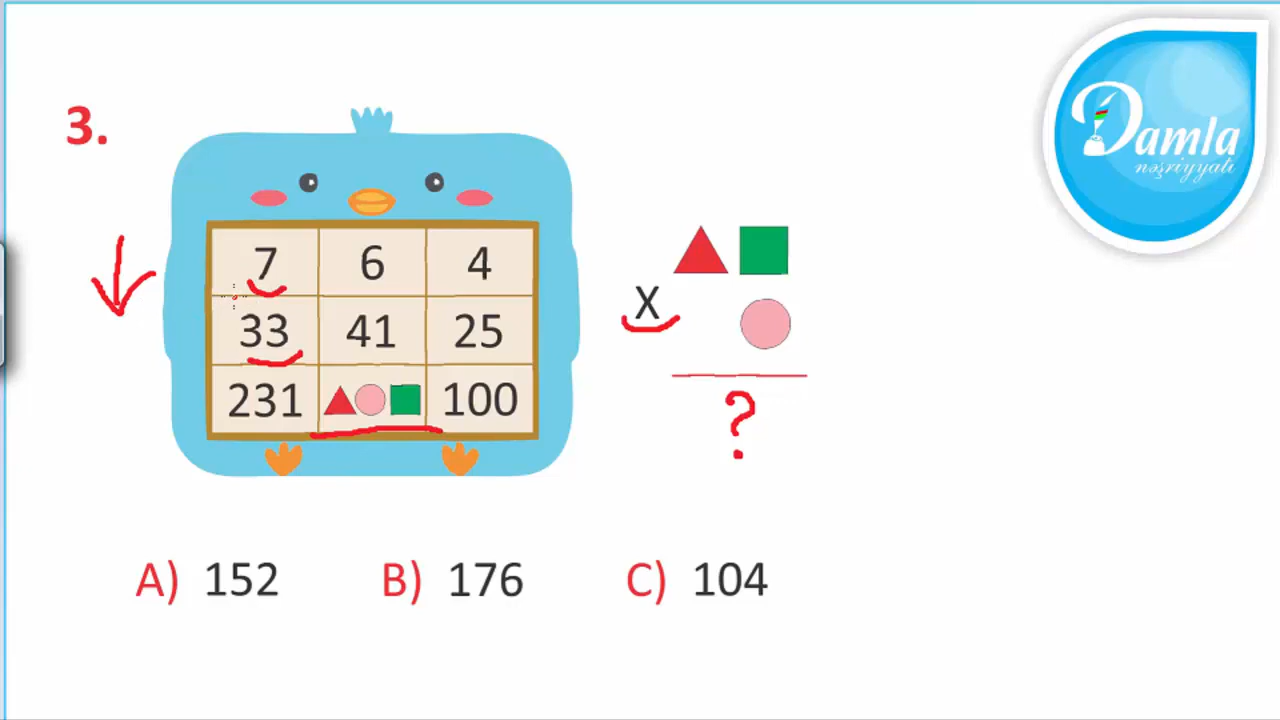 Damla
nəşriyyatı
3.
7 6 4
33 41 25
231 100
X
?
A) 152 B) 176 C) 104